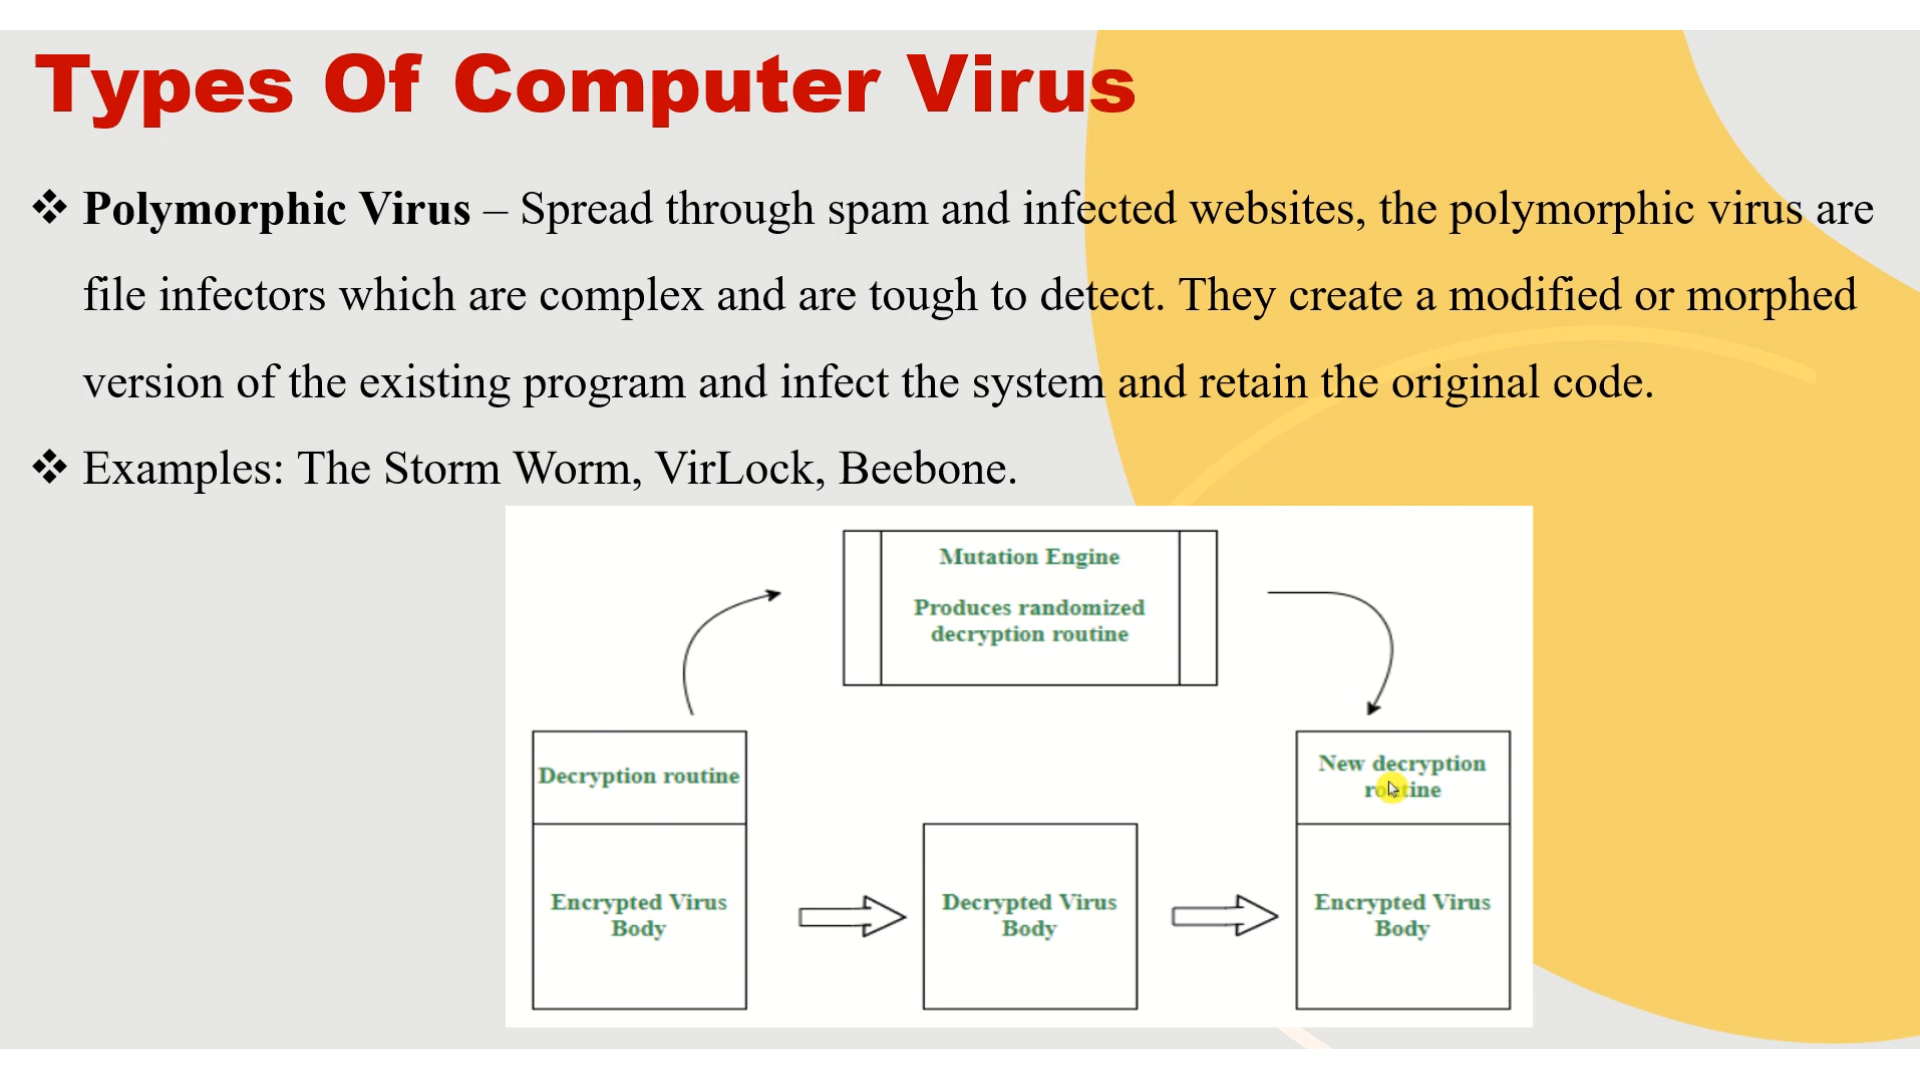 Types Of Computer Virus
❖ Polymorphic Virus – Spread through spam and infected websites, the polymorphic virus are
file infectors which are complex and are tough to detect. They create a modified or morphed
version of the existing program and infect the system and retain the original code.
❖ Examples: The Storm Worm, VirLock, Beebone.
Mutation Engine
Produces randomized
decryption routine
Decryption routine
Encrypted Virus
Body
Decrypted Virus
Body
New decryption
routine
Encrypted Virus
Body